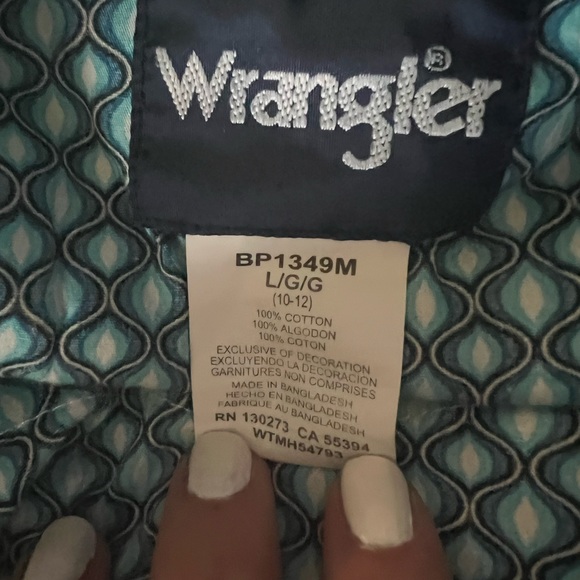 Wrangler®
BP1349M
L/G/G
(10-12)
100% COTTON
100% ALGODON
100% COTON
EXCLUSIVE OF DECORATION
EXCLUYENDO LA DECORACION
GARNITURES NON COMPRISES
MADE IN BANGLADESH
HECHO EN BANGLADESH
FABRIQUE AU BANGLADESH
RN 130273 CA 55394
WTMH54793